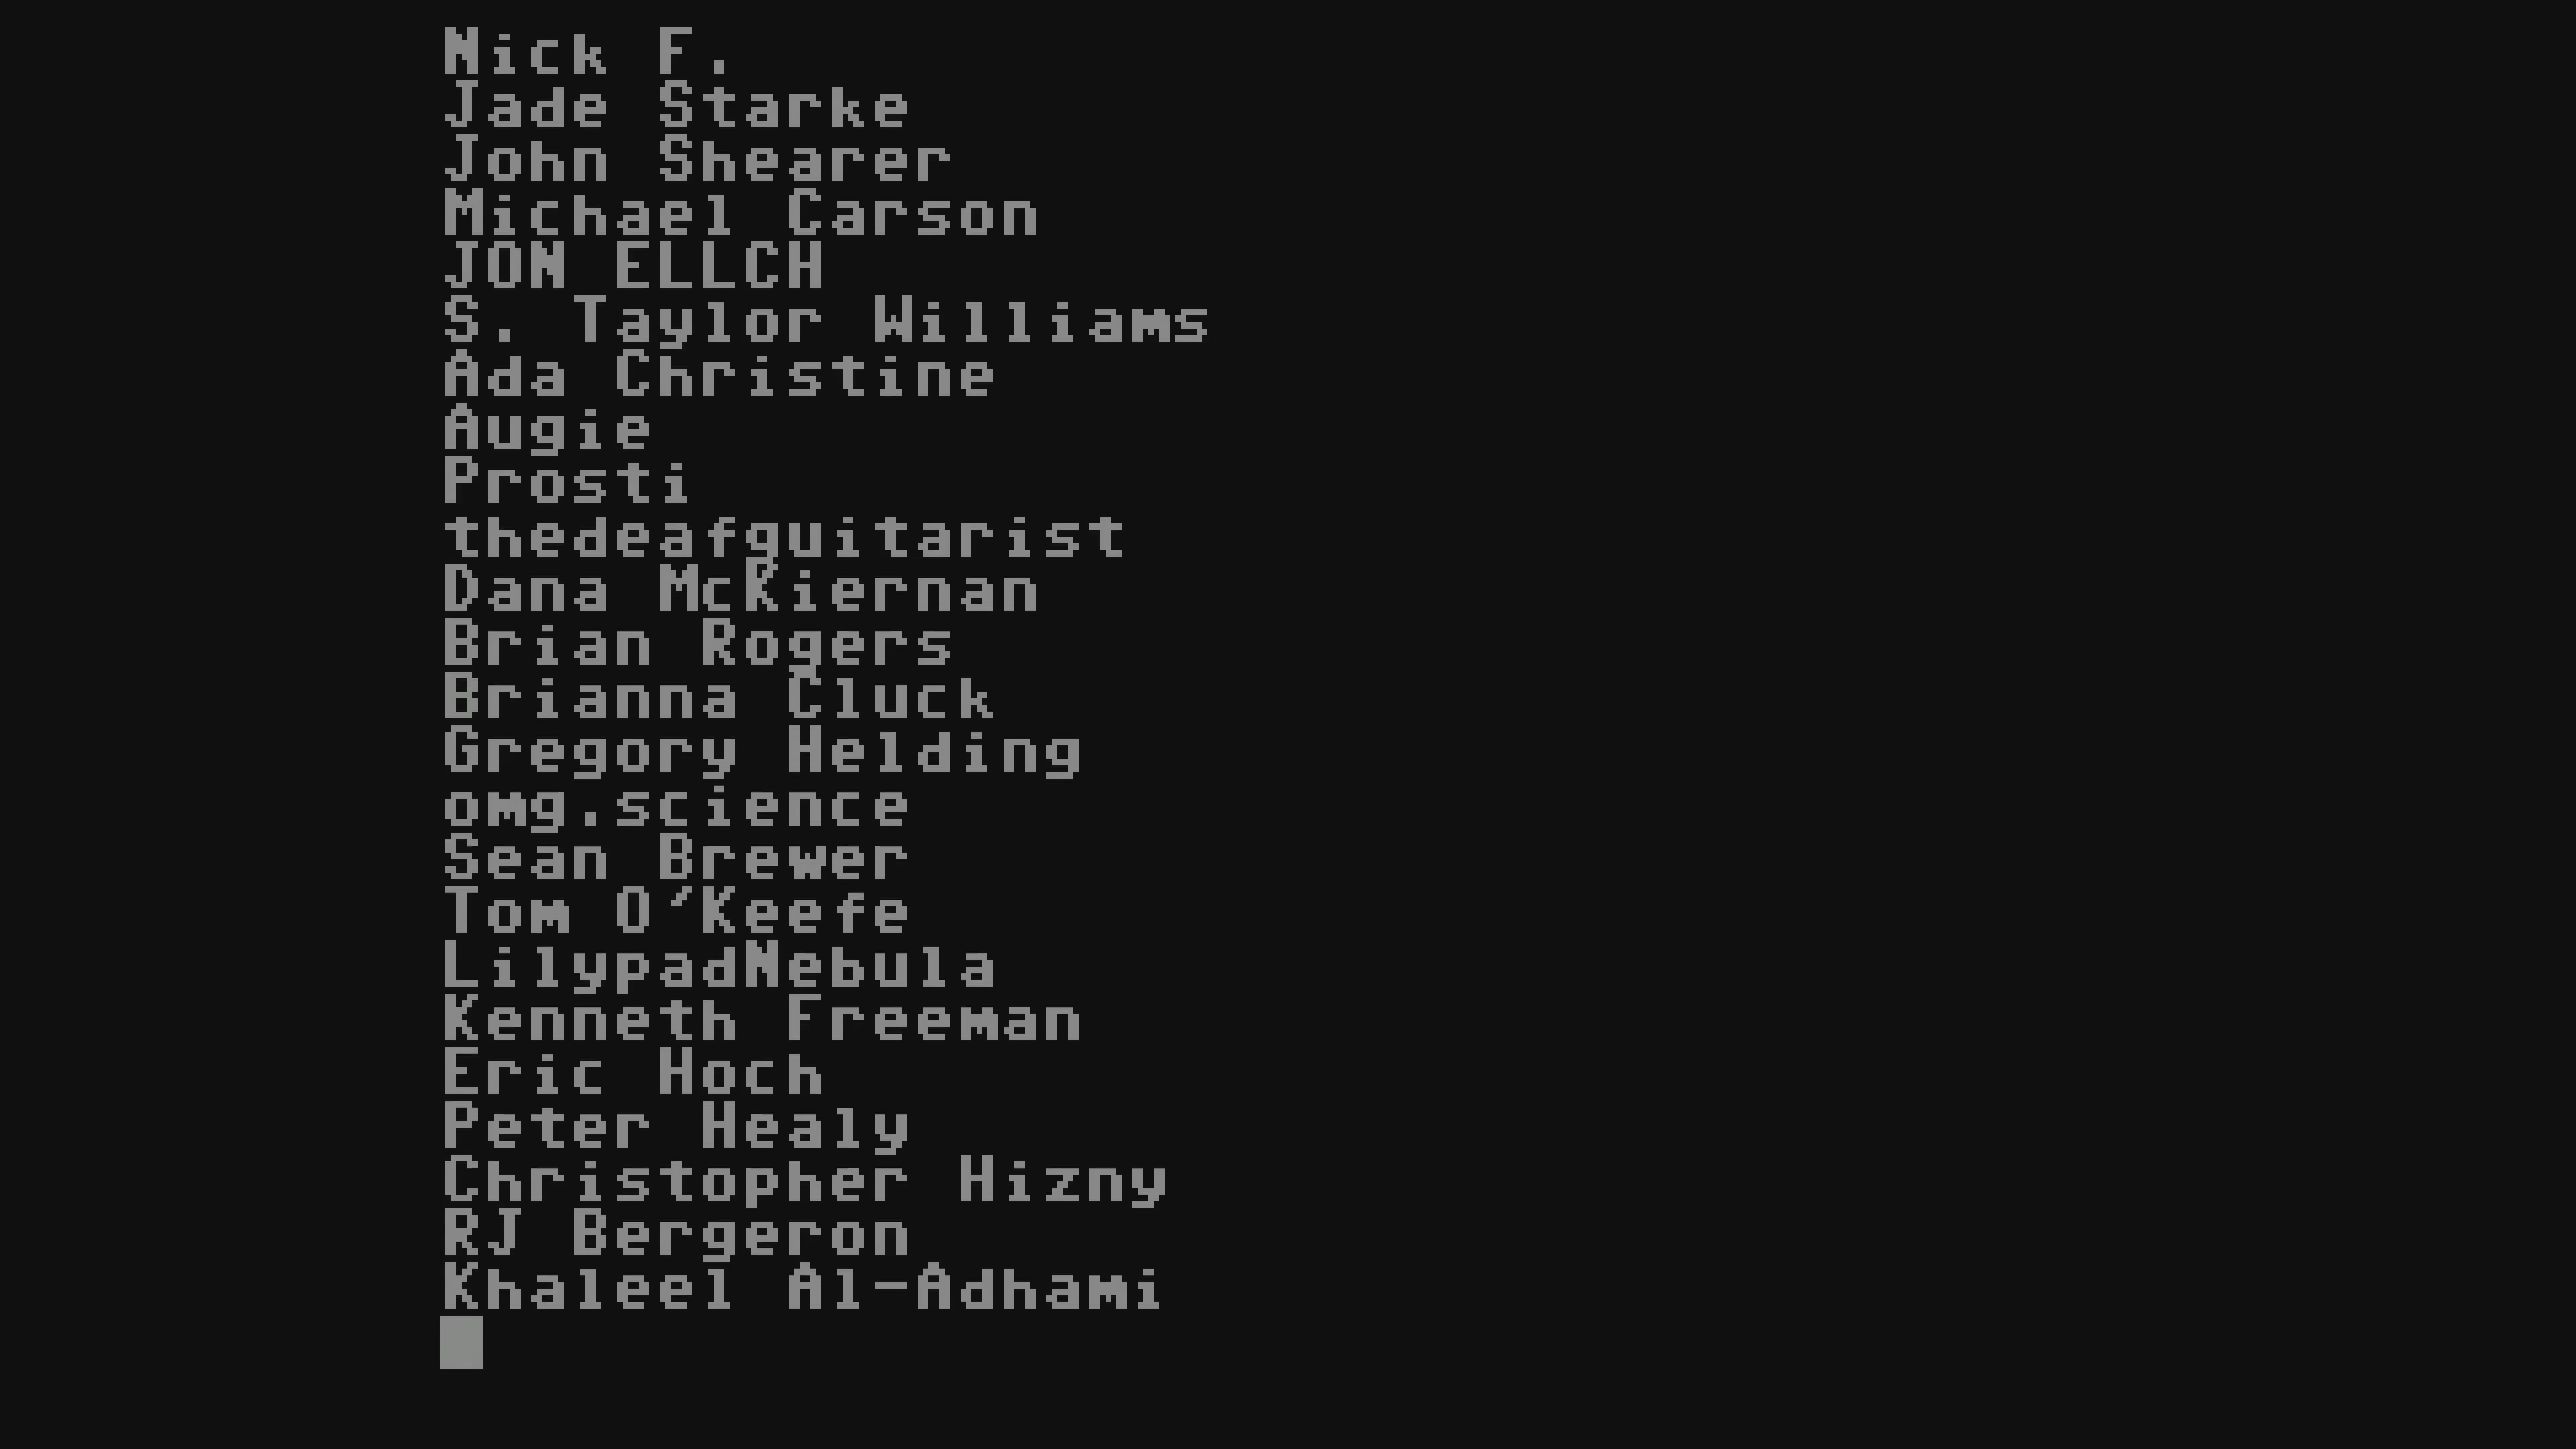 Nick F.
Jade Starke
John Shearer
Michael Carson
JON ELLCH
S. Taylor Williams
Ada Christine
Augie
Prosti
thedeafguitarist
Dana McKiernan
Brian Rogers
Brianna Cluck
Gregory Helding
omg.science
Sean Brewer
Tom O'Keefe
LilypadNebula
Kenneth Freeman
Eric Hoch
Peter Healy
Christopher Hizny
RJ Bergeron
Khaleel Al-Adhami